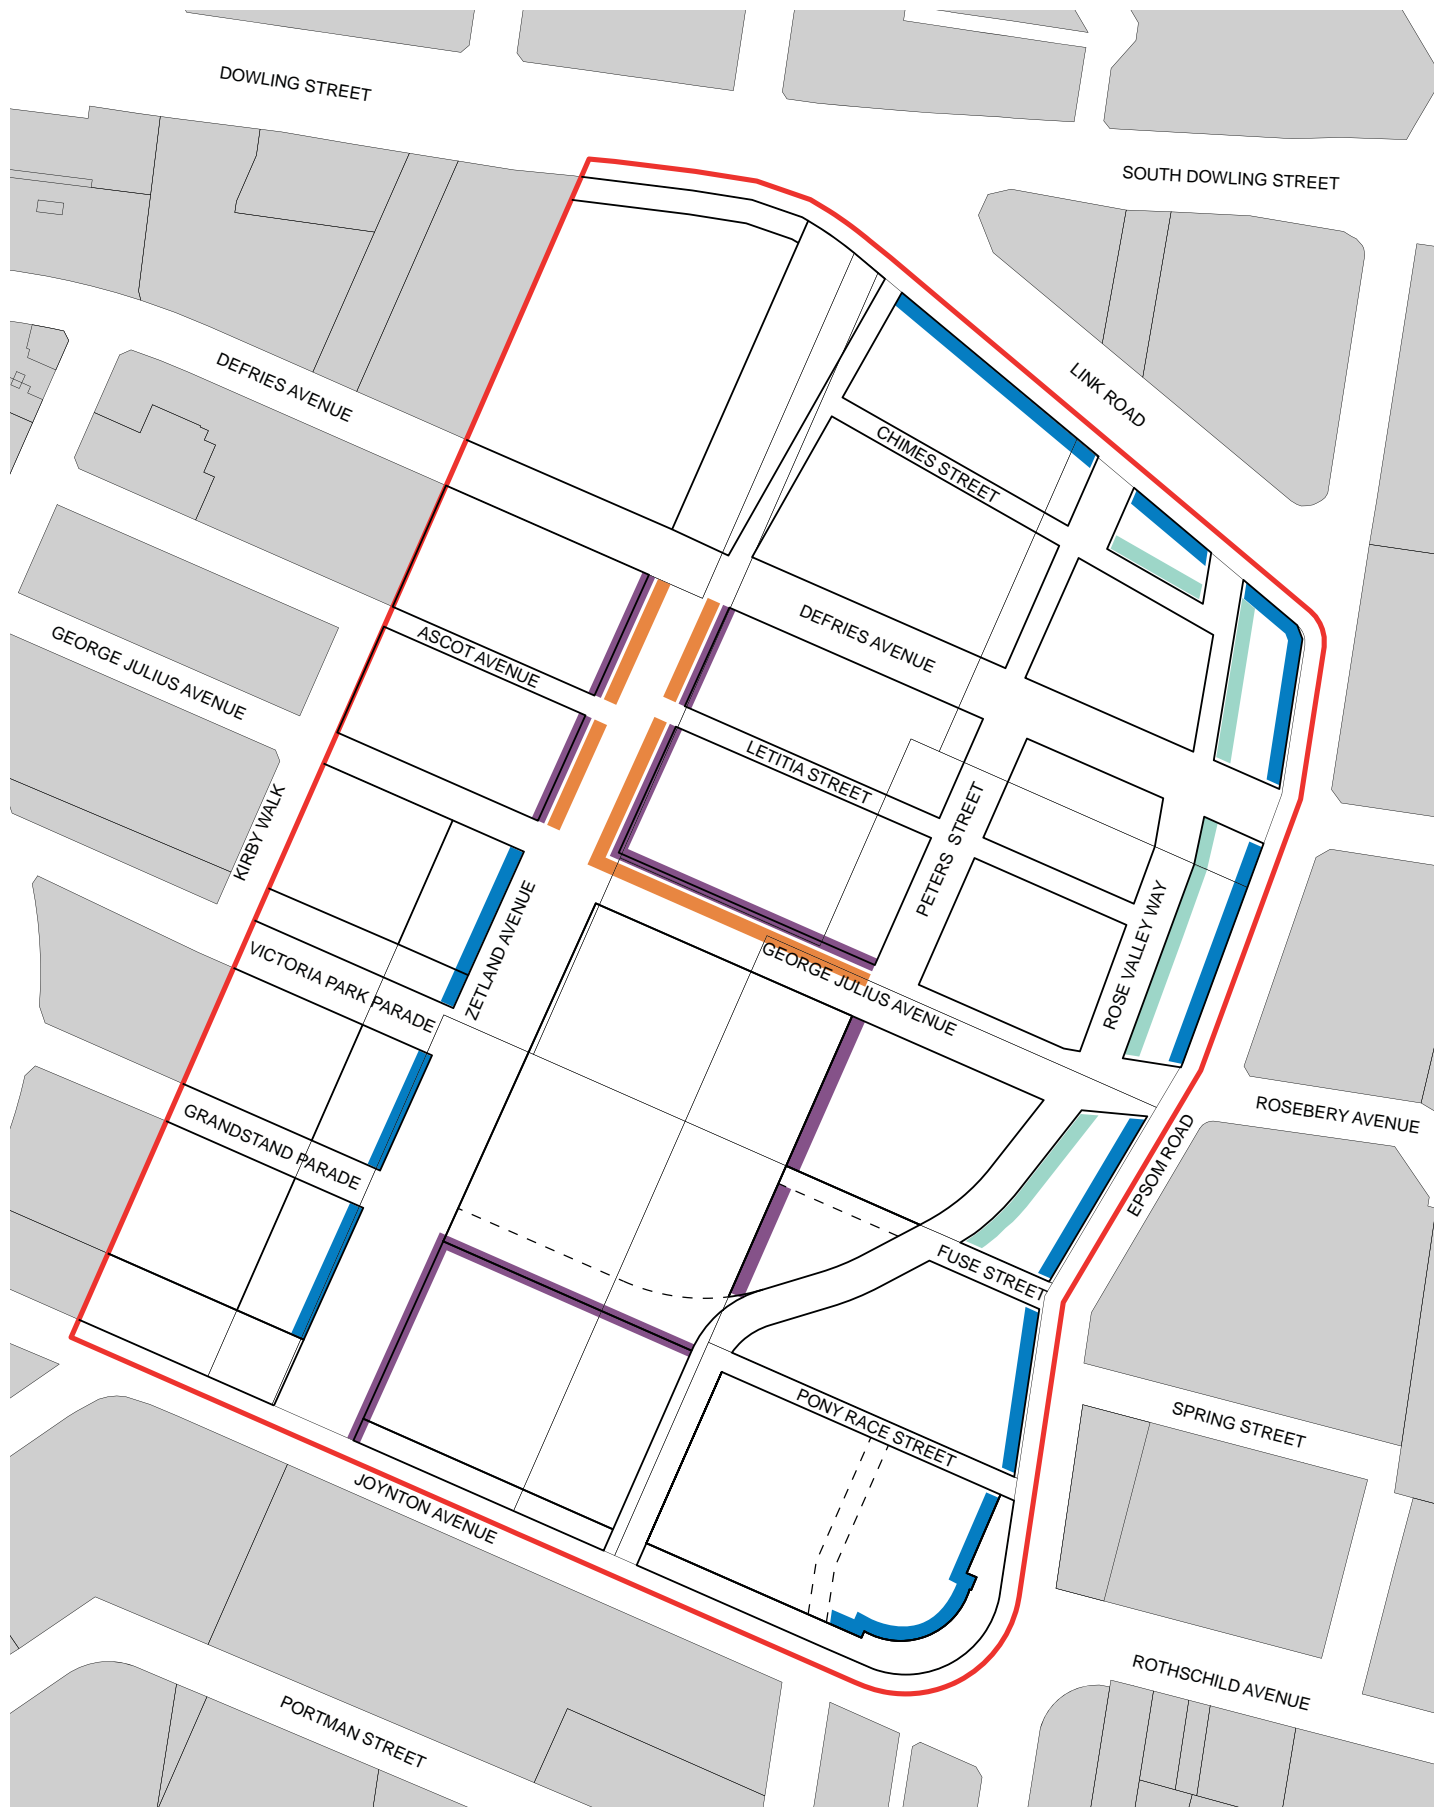 DOWLING STREET
SOUTH DOWLING STREET
LINK ROAD
DEFRIES AVENUE
CHIMES STREET
DEFRIES AVENUE
ASCOT AVENUE
GEORGE JULIUS AVENUE
LETITIA STREET
KIRBY WALK
PETERS STREET
ZETLAND AVENUE
ROSE VALLEY WAY
VICTORIA PARK PARADE
GEORGE JULIUS AVENUE
GRANDSTAND PARADE
ROSEBERY AVENUE
EPSOM ROAD
FUSE STREET
PONY RACE STREET
SPRING STREET
JOYNTON AVENUE
ROTHSCHILD AVENUE
PORTMAN STREET